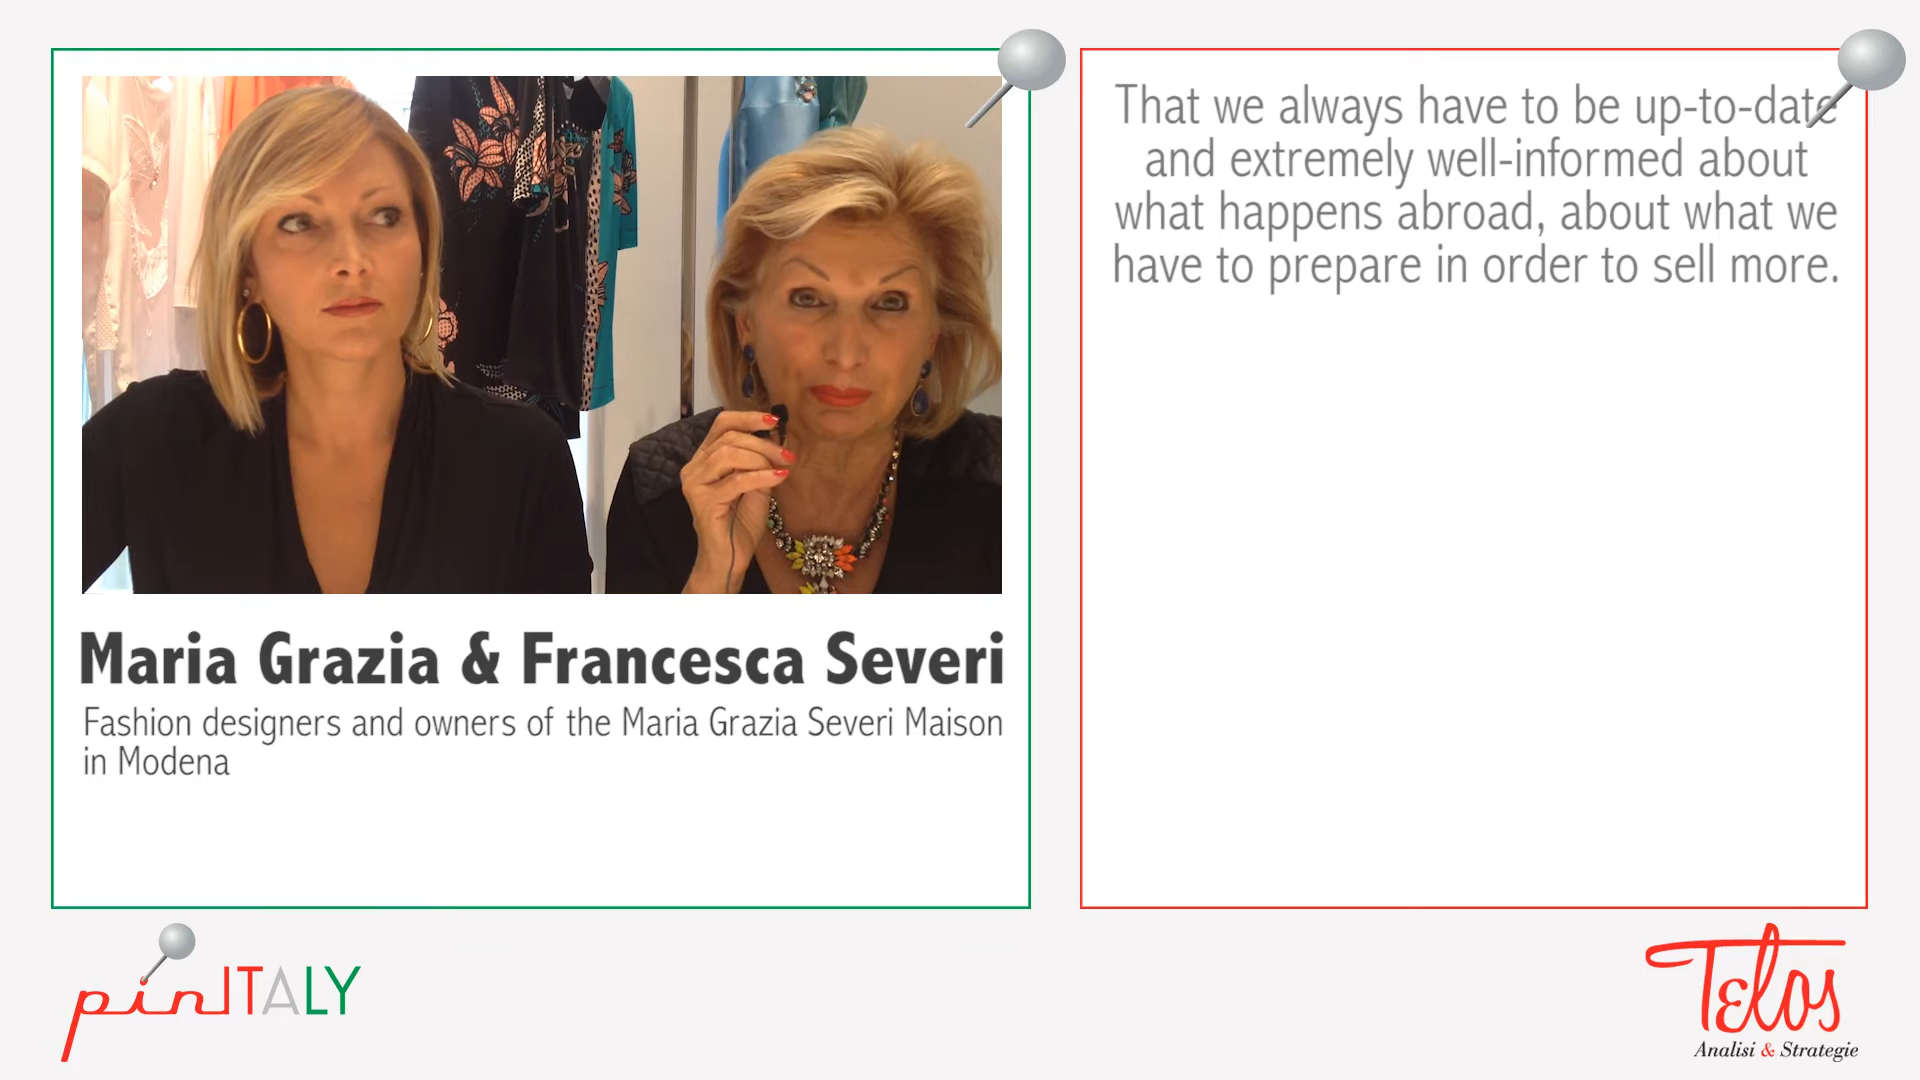 That we always have to be up-to-date
and extremely well-informed about
what happens abroad, about what we
have to prepare in order to sell more.
Maria Grazia & Francesca Severi
Fashion designers and owners of the Maria Grazia Severi Maison
in Modena
pinITALY
Telos
Analisi & Strategie